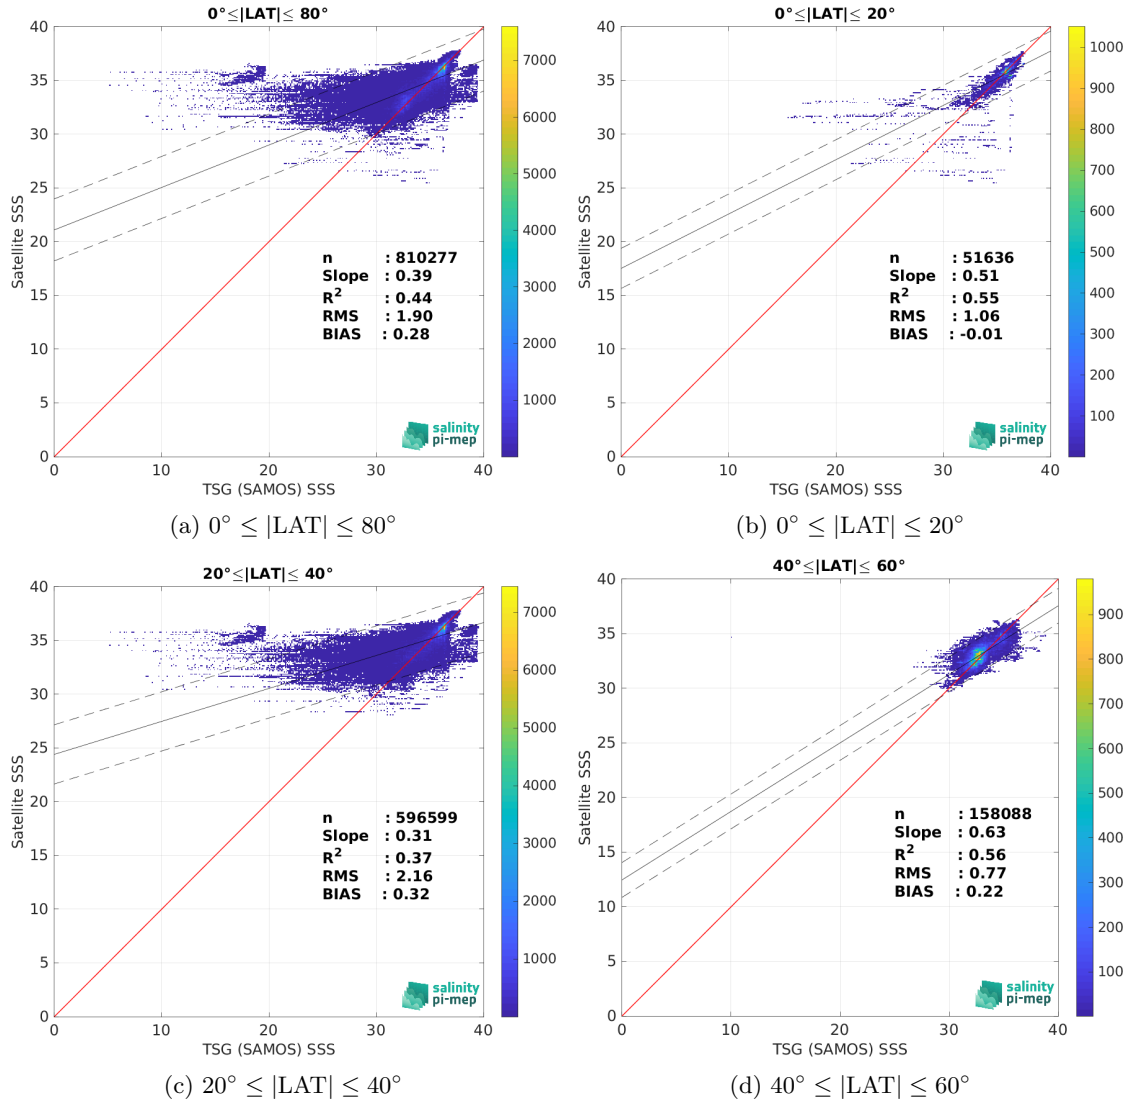 0°≤|LAT|≤ 80°
40
35
30
25
20
15
10
5
0
Satellite SSS
n : 810277
Slope : 0.39
R² : 0.44
RMS : 1.90
BIAS : 0.28
salinity
pi-mep
0 10 20 30 40
TSG (SAMOS) SSS
7000
6000
5000
4000
3000
2000
1000
(a) 0° ≤ |LAT| ≤ 80°
0°≤|LAT|≤ 20°
40
35
30
25
20
15
10
5
0
Satellite SSS
n : 51636
Slope : 0.51
R² : 0.55
RMS : 1.06
BIAS : -0.01
salinity
pi-mep
0 10 20 30 40
TSG (SAMOS) SSS
1000
900
800
700
600
500
400
300
200
100
(b) 0° ≤ |LAT| ≤ 20°
20°≤|LAT|≤ 40°
40
35
30
25
20
15
10
5
0
Satellite SSS
n : 596599
Slope : 0.31
R² : 0.37
RMS : 2.16
BIAS : 0.32
salinity
pi-mep
0 10 20 30 40
TSG (SAMOS) SSS
7000
6000
5000
4000
3000
2000
1000
(c) 20° ≤ |LAT| ≤ 40°
40°≤|LAT|≤ 60°
40
35
30
25
20
15
10
5
0
Satellite SSS
n : 158088
Slope : 0.63
R² : 0.56
RMS : 0.77
BIAS : 0.22
salinity
pi-mep
0 10 20 30 40
TSG (SAMOS) SSS
900
800
700
600
500
400
300
200
100
(d) 40° ≤ |LAT| ≤ 60°